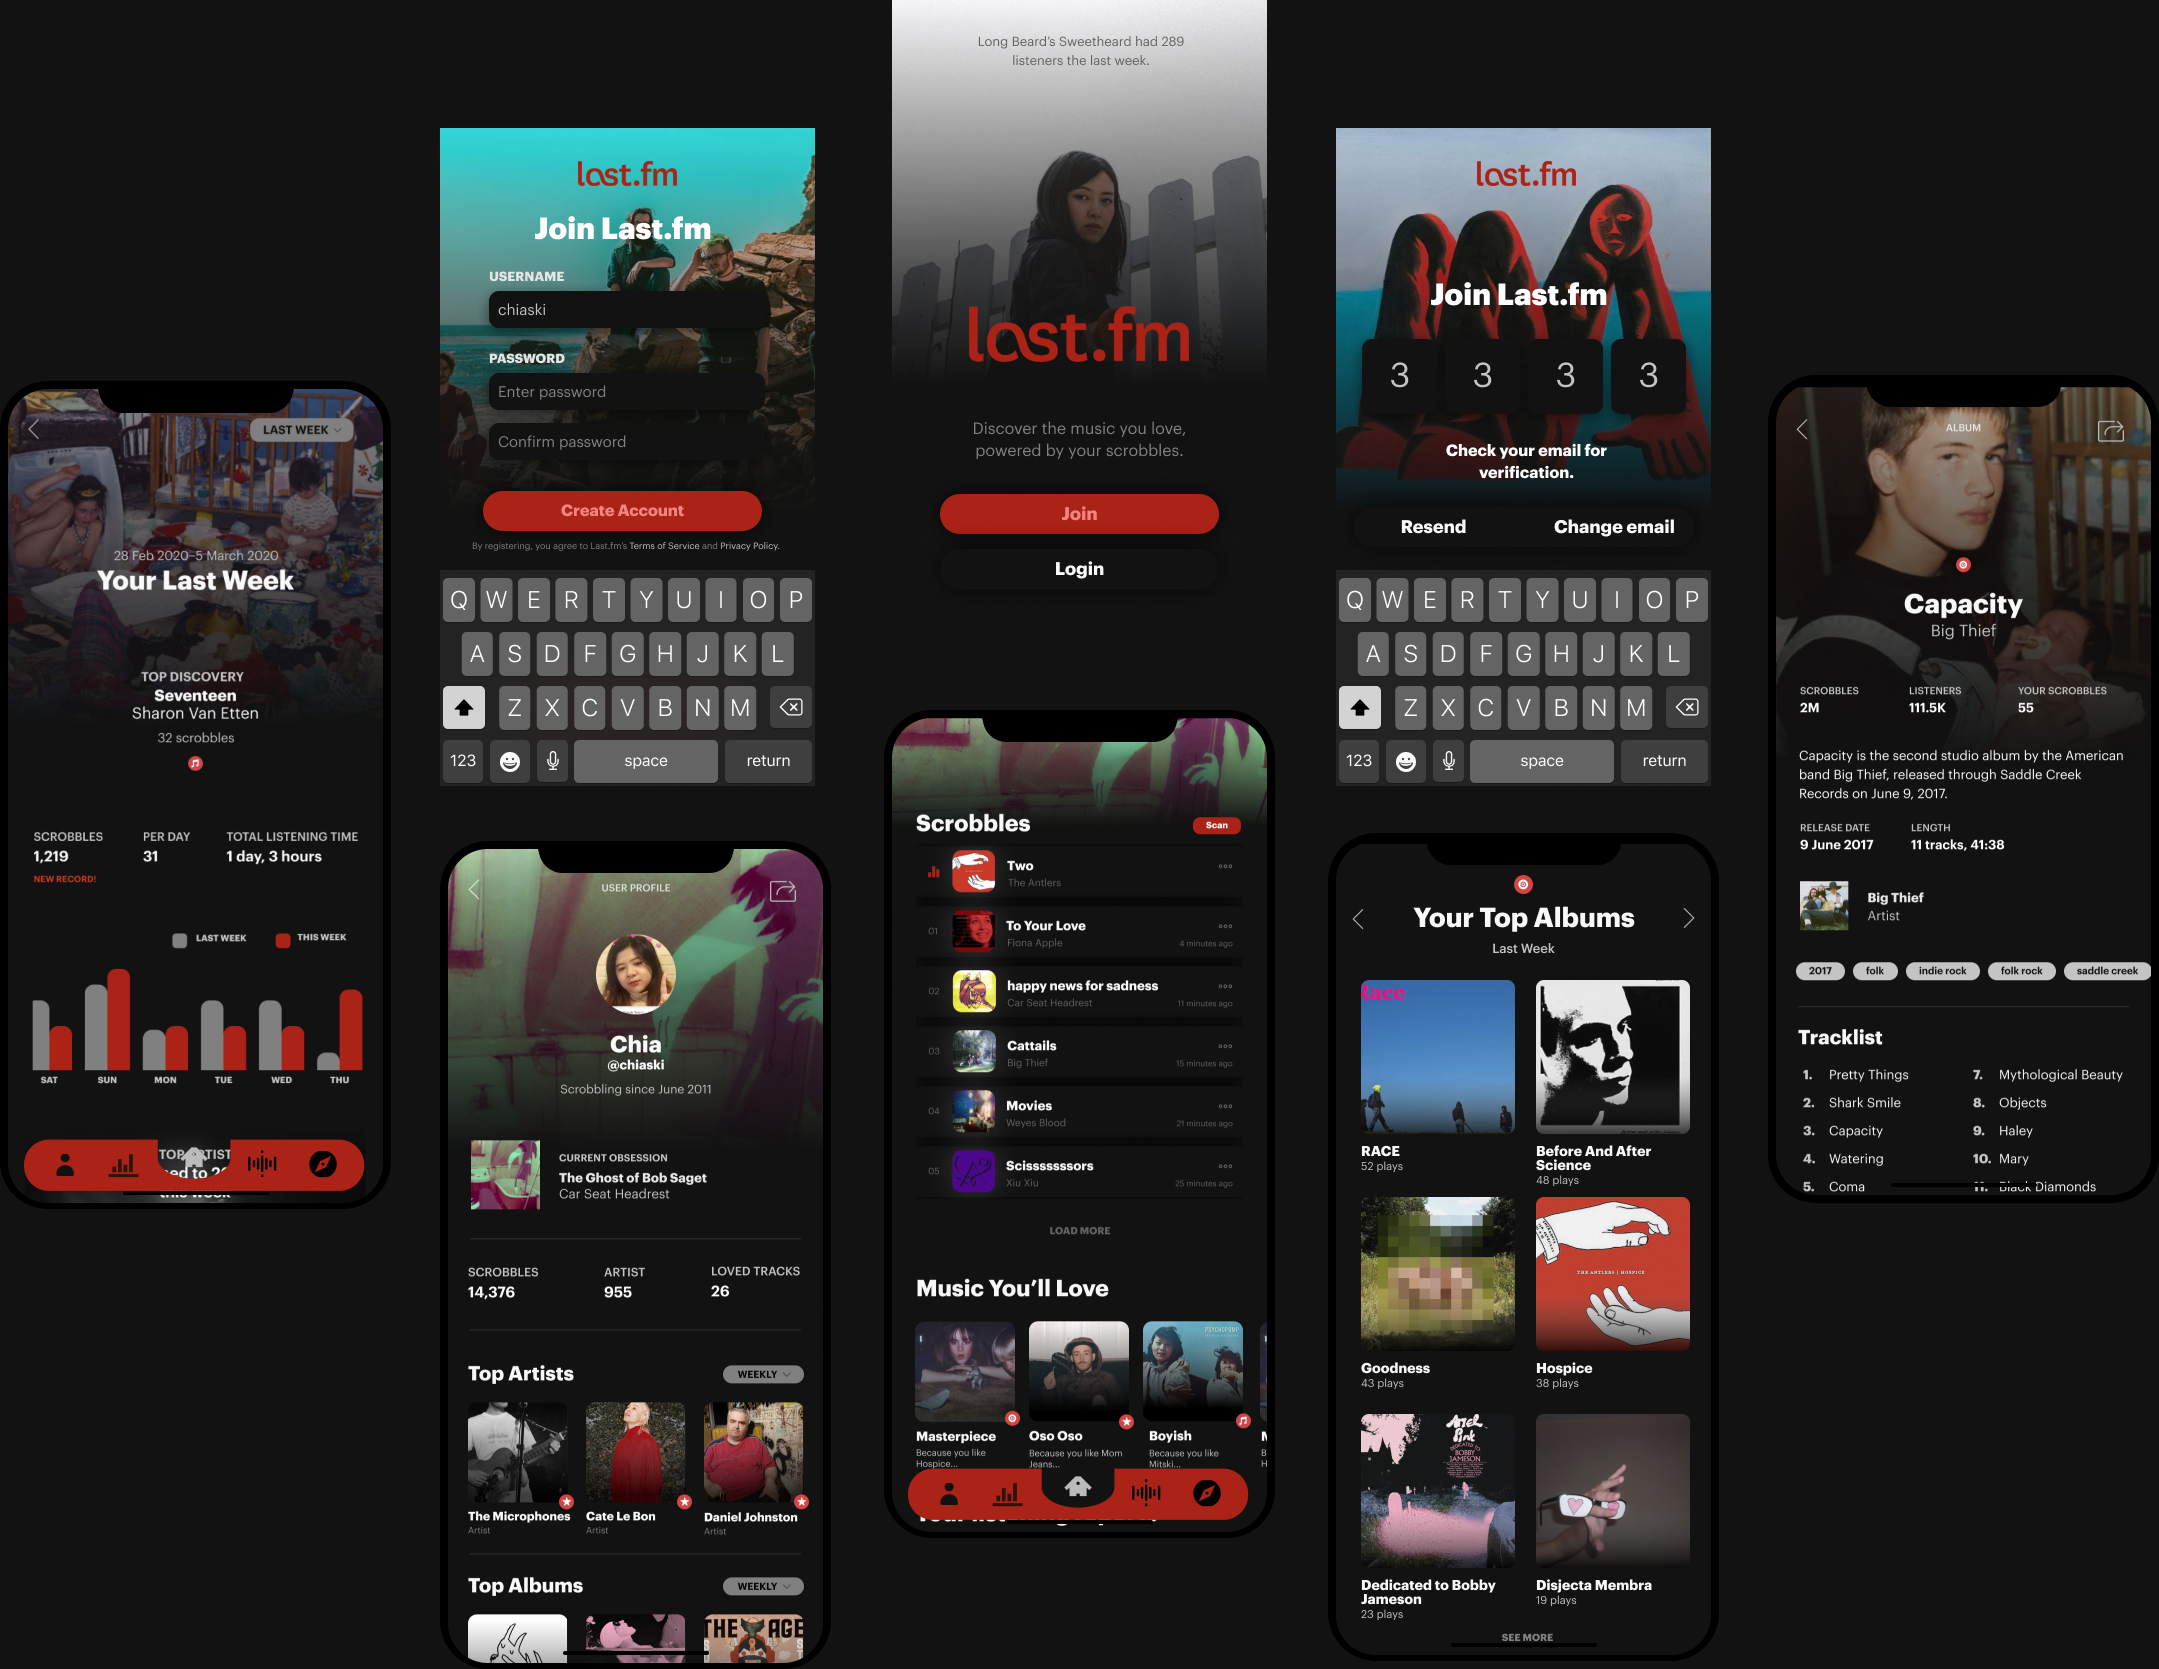 LAST WEEK
28 Feb 2020–5 March 2020
Your Last Week
TOP DISCOVERY
Seventeen
Sharon Van Etten
32 scrobbles
SCROBBLES PER DAY TOTAL LISTENING TIME
1,219 31 1 day, 3 hours
NEW RECORD!
LAST WEEK THIS WEEK
SAT SUN MON TUE WED THU
this week
last.fm
Join Last.fm
USERNAME
chiaski
PASSWORD
Enter password
Confirm password
Create Account
By registering, you agree to Last.fm's Terms of Service and Privacy Policy.
Q W E R T Y U I O P
A S D F G H J K L
Z X C V B N M
123 space return
USER PROFILE
Chia
@chiaski
Scrobbling since June 2011
CURRENT OBSESSION
The Ghost of Bob Saget
Car Seat Headrest
SCROBBLES ARTIST LOVED TRACKS
14,376 955 26
Top Artists WEEKLY
The Microphones Cate Le Bon Daniel Johnston
Artist Artist Artist
Top Albums WEEKLY
THE AGE
Long Beard's Sweetheard had 289
listeners the last week.
last.fm
Discover the music you love,
powered by your scrobbles.
Join
Login
Scrobbles Scan
Two
The Antlers
01 To Your Love
Fiona Apple 4 minutes ago
02 happy news for sadness
Car Seat Headrest 11 minutes ago
03 Cattails
Big Thief 15 minutes ago
04 Movies
Weyes Blood 21 minutes ago
05 Scisssssssors
Xiu Xiu 25 minutes ago
LOAD MORE
Music You'll Love
PSYCHOPOMP
Masterpiece Oso Oso Boyish
Because you like Because you like Mom Because you like
Hospice... Jeans... Mitski...
last.fm
Join Last.fm
3 3 3 3
Check your email for
verification.
Resend Change email
Q W E R T Y U I O P
A S D F G H J K L
Z X C V B N M
123 space return
Your Top Albums
Last Week
Race
RACE Before And After
52 plays Science
48 plays
THE ANTLERS | HOSPICE
Goodness Hospice
43 plays 38 plays
Ariel
Pink
DEDICATED TO
BOBBY
JAMESON
Dedicated to Bobby Disjecta Membra
Jameson 19 plays
23 plays
SEE MORE
ALBUM
Capacity
Big Thief
SCROBBLES LISTENERS YOUR SCROBBLES
2M 111.5K 55
Capacity is the second studio album by the American
band Big Thief, released through Saddle Creek
Records on June 9, 2017.
RELEASE DATE LENGTH
9 June 2017 11 tracks, 41:38
Big Thief
Artist
2017 folk indie rock folk rock saddle creek
Tracklist
1. Pretty Things 7. Mythological Beauty
2. Shark Smile 8. Objects
3. Capacity 9. Haley
4. Watering 10. Mary
5. Coma 11. Black Diamonds